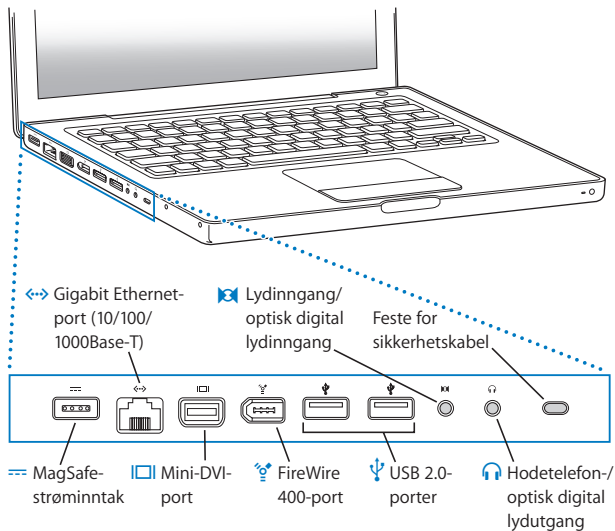 Gigabit Ethernet-
port (10/100/
1000Base-T)
Lydinngang/
optisk digital
lydinngang
Feste for
sikkerhetskabel
MagSafe-
strøminntak
Mini-DVI-
port
FireWire
400-port
USB 2.0-
porter
Hodetelefon-/
optisk digital
lydutgang